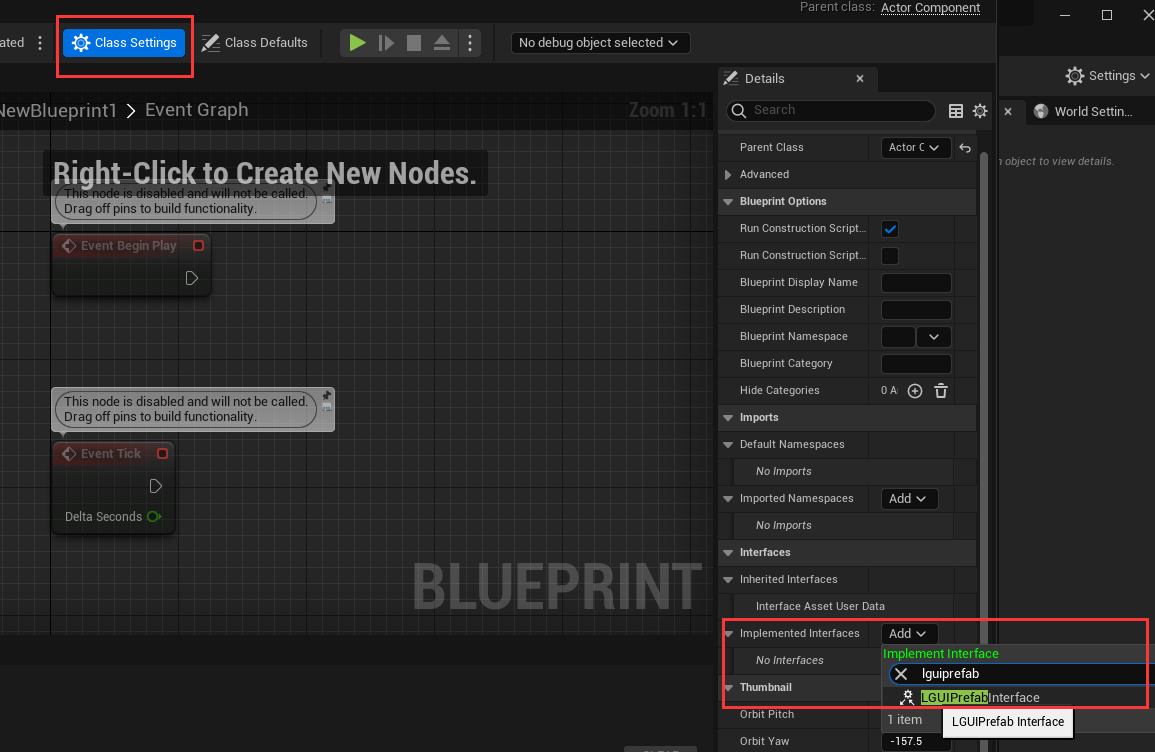 Parent class: Actor Component
ated
Class Settings
Class Defaults
No debug object selected
Details
Settings
NewBlueprint1 > Event Graph
Zoom 1:1
Search
World Settin...
Parent Class
Actor C
object to view details.
Right-Click to Create New Nodes.
Advanced
This node is disabled and will not be called.
Drag off pins to build functionality.
Blueprint Options
Run Construction Script...
Event Begin Play
Run Construction Script...
Blueprint Display Name
Blueprint Description
Blueprint Namespace
Blueprint Category
Hide Categories
0 A
This node is disabled and will not be called.
Drag off pins to build functionality.
Imports
Default Namespaces
Event Tick
No Imports
Imported Namespaces
Add
Delta Seconds
No Imports
Interfaces
BLUEPRINT
Inherited Interfaces
Interface Asset User Data
Implemented Interfaces
Add
Implement Interface
No Interfaces
lguiprefab
Thumbnail
LGUIPrefabInterface
Orbit Pitch
1 item
LGUIPrefab Interface
Orbit Yaw
-157.5